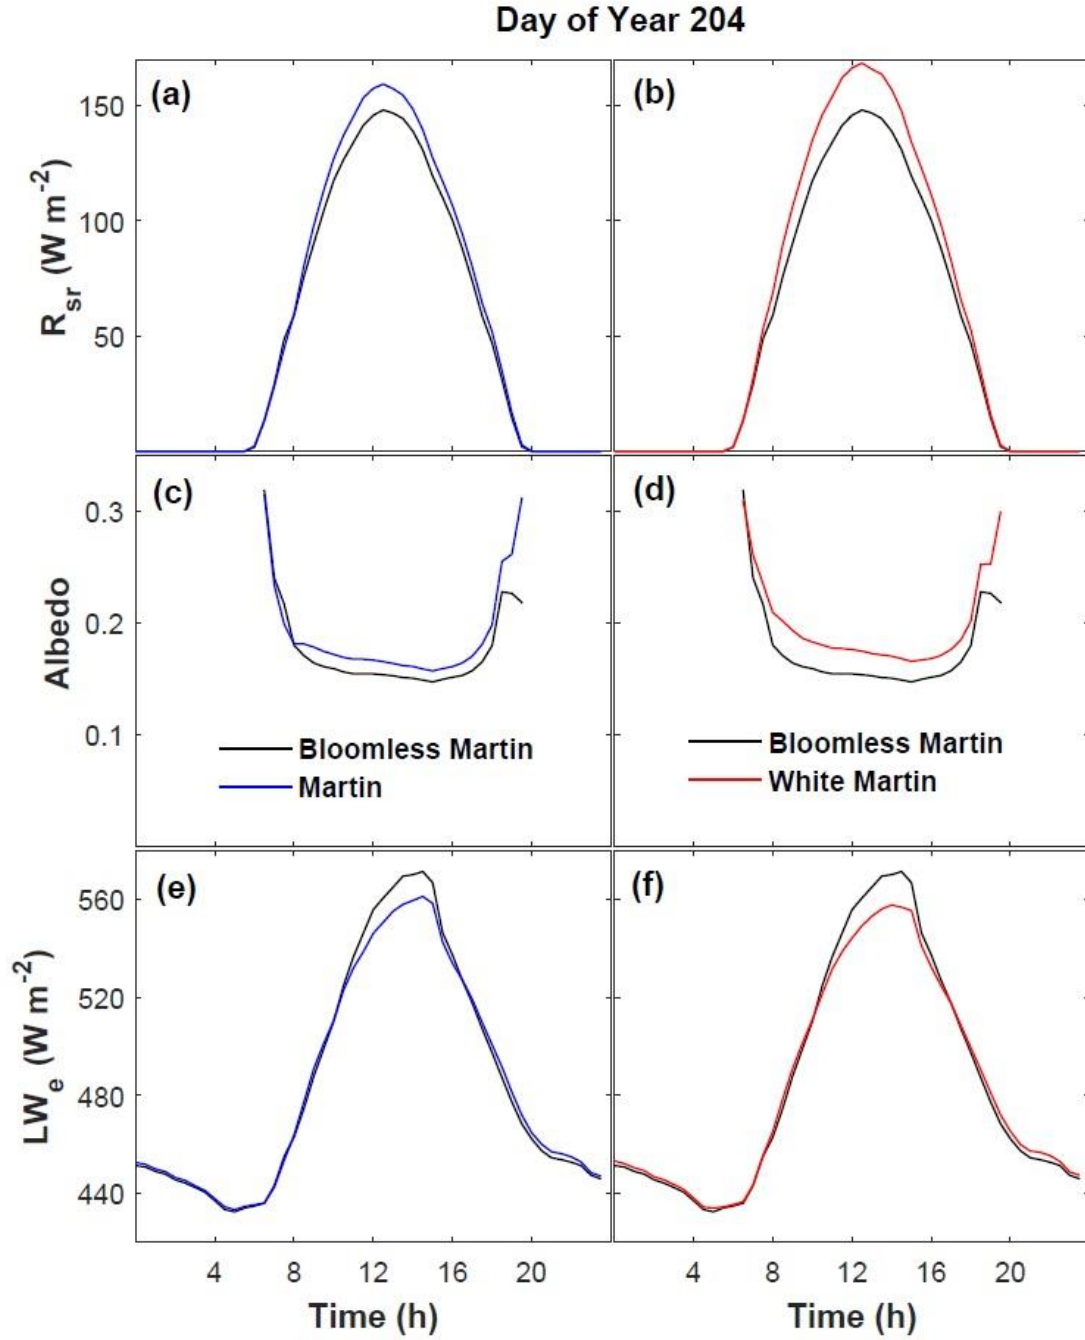 Day of Year 204
(a)
(b)
R_sr (W m^-2)
150
100
50
(c)
(d)
Albedo
0.3
0.2
0.1
Bloomless Martin
Martin
Bloomless Martin
White Martin
(e)
(f)
LW_e (W m^-2)
560
520
480
440
4 8 12 16 20
4 8 12 16 20
Time (h)
Time (h)